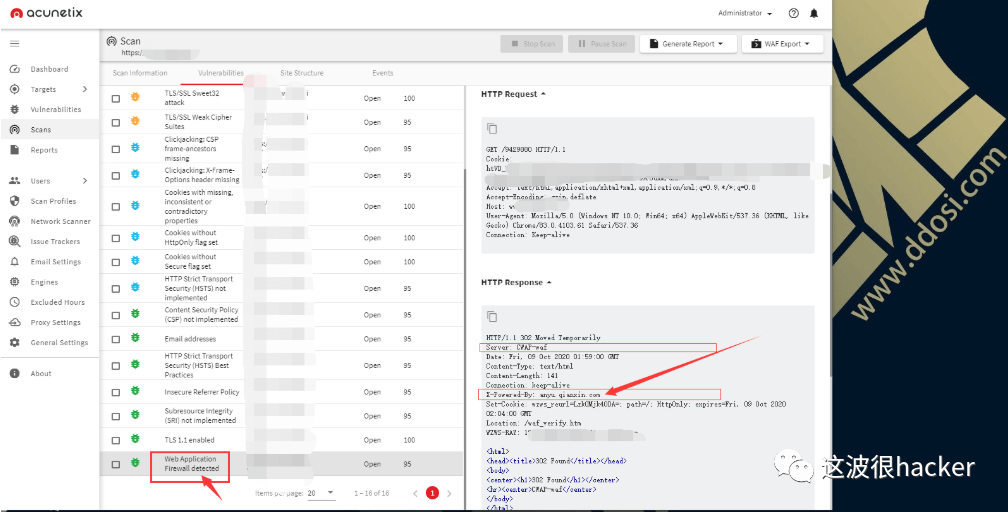 acunetix
Administrator
Scan
https:/
Stop Scan
Pause Scan
Generate Report
WAF Export
Dashboard
Targets
Vulnerabilities
Scans
Reports
Users
Scan Profiles
Network Scanner
Issue Trackers
Email Settings
Engines
Excluded Hours
Proxy Settings
General Settings
About
Scan Information
Vulnerabilities
Site Structure
Events
TLS/SSL Sweet32
attack
Open
100
TLS/SSL Weak Cipher
Suites
Open
95
Clickjacking: CSP
frame-ancestors
missing
Open
95
Clickjacking: X-Frame-
Options header missing
Open
95
Cookies with missing,
inconsistent or
contradictory
properties
Open
100
Cookies without
HttpOnly flag set
Open
100
Cookies without
Secure flag set
Open
100
HTTP Strict Transport
Security (HSTS) not
implemented
Open
95
Content Security Policy
(CSP) not implemented
Open
95
Email addresses
Open
95
HTTP Strict Transport
Security (HSTS) Best
Practices
Open
95
Insecure Referrer Policy
Open
95
Subresource Integrity
(SRI) not implemented
Open
95
TLS 1.1 enabled
Open
95
Web Application
Firewall detected
Open
95
Items per page: 20
1 – 16 of 16
1
HTTP Request
GET /9429880 HTTP/1.1
Cookie
Accept: text/html,application/xhtml+xml,application/xml;q=0.9,*/*;q=0.8
Host:
User-Agent: Mozilla/5.0 (Windows NT 10.0; Win64; x64) AppleWebKit/537.36 (KHTML, like
Gecko) Chrome/83.0.4103.61 Safari/537.36
Connection: Keep-alive
HTTP Response
HTTP/1.1 302 Moved Temporarily
Server: CWAP-waf
Date: Fri, 09 Oct 2020 01:59:00 GMT
Content-Type: text/html
Content-Length: 141
Connection: keep-alive
X-Powered-By: anyu.qianxin.com
path=/; HttpOnly; expires=Fri, 09 Oct 2020
02:04:00 GMT
Location: /waf_verify.htm
WZWS-RAY:
<html>
<head><title>302 Found</title></head>
<body>
<center><h1>302 Found</h1></center>
<hr><center>CWAP-waf</center>
</body>
</html>
www.ddosi.com
这波很hacker